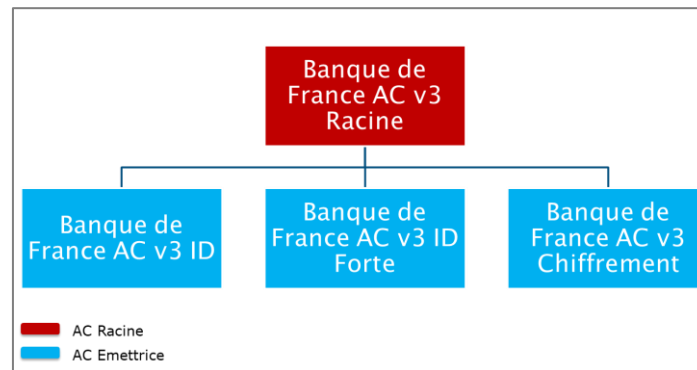 Banque de
France AC v3
Racine
Banque de
France AC v3 ID
Banque de
France AC v3 ID
Forte
Banque de
France AC v3
Chiffrement
AC Racine
AC Emettrice